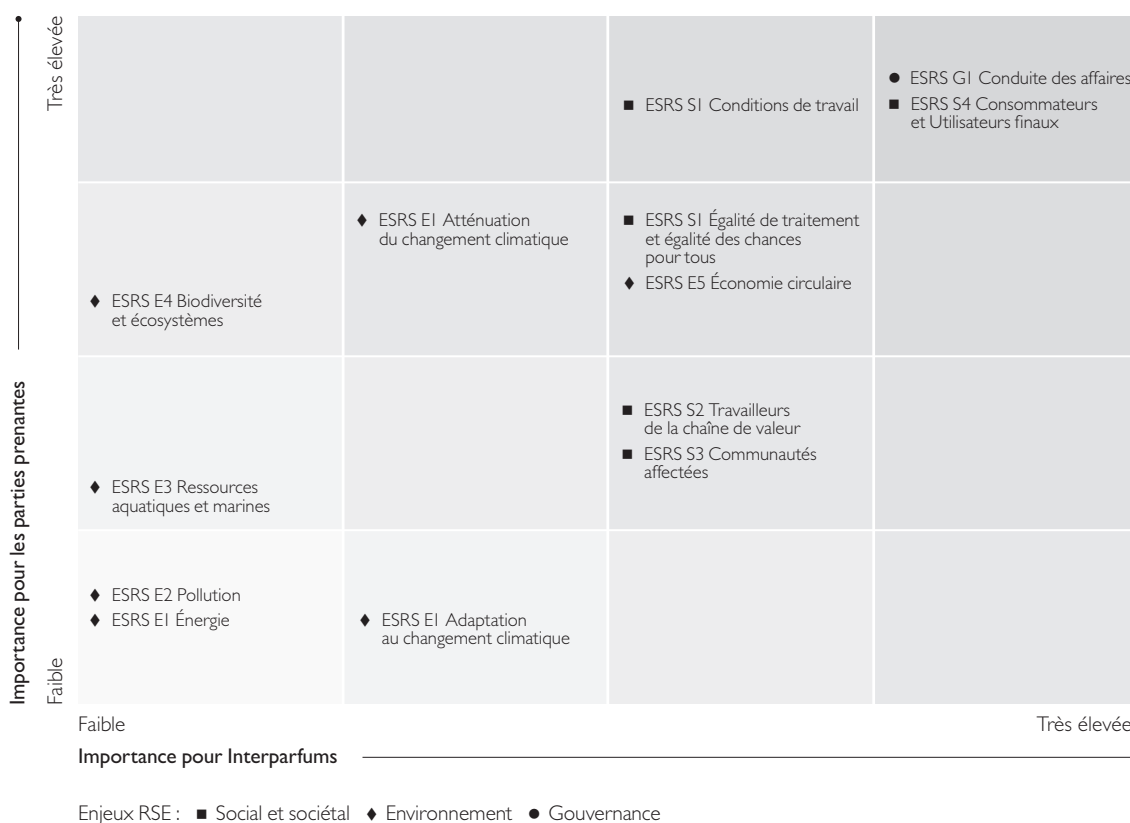 Importance pour les parties prenantes
Très élevée
Faible
■ ESRS S1 Conditions de travail
● ESRS G1 Conduite des affaires
■ ESRS S4 Consommateurs
et Utilisateurs finaux
♦ ESRS E4 Biodiversité
et écosystèmes
♦ ESRS E1 Atténuation
du changement climatique
■ ESRS S1 Égalité de traitement
et égalité des chances
pour tous
♦ ESRS E5 Économie circulaire
♦ ESRS E3 Ressources
aquatiques et marines
■ ESRS S2 Travailleurs
de la chaîne de valeur
■ ESRS S3 Communautés
affectées
♦ ESRS E2 Pollution
♦ ESRS E1 Énergie
♦ ESRS E1 Adaptation
au changement climatique
Faible
Très élevée
Importance pour Interparfums
Enjeux RSE : ■ Social et sociétal ♦ Environnement ● Gouvernance